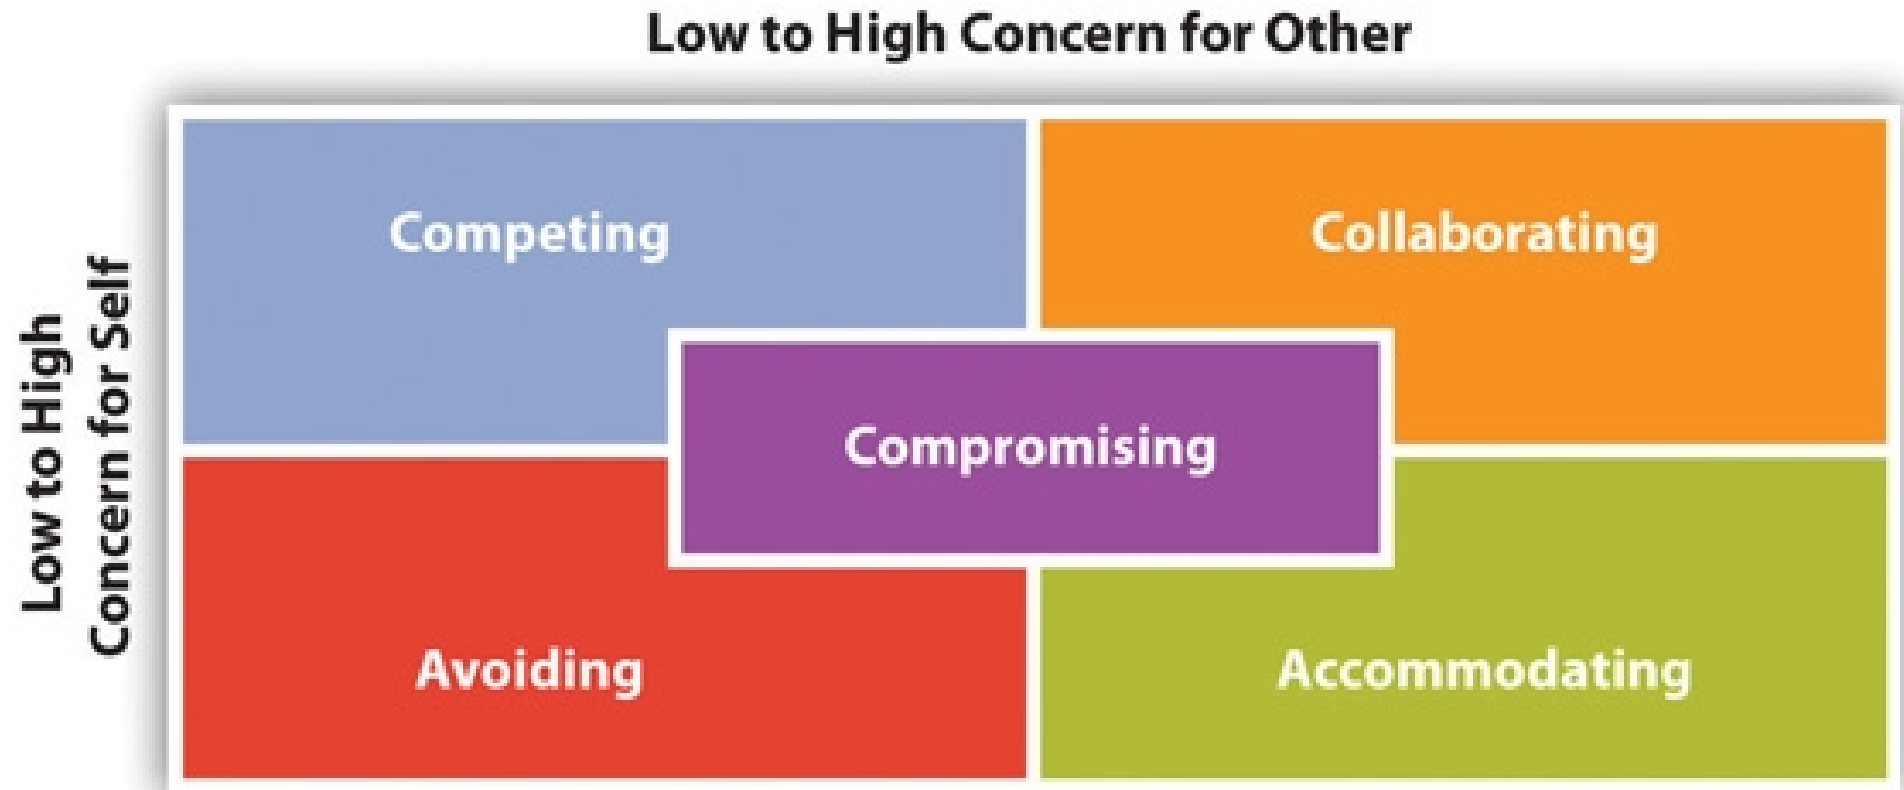 Low to High Concern for Other
Low to High
Concern for Self
Competing
Collaborating
Compromising
Avoiding
Accommodating